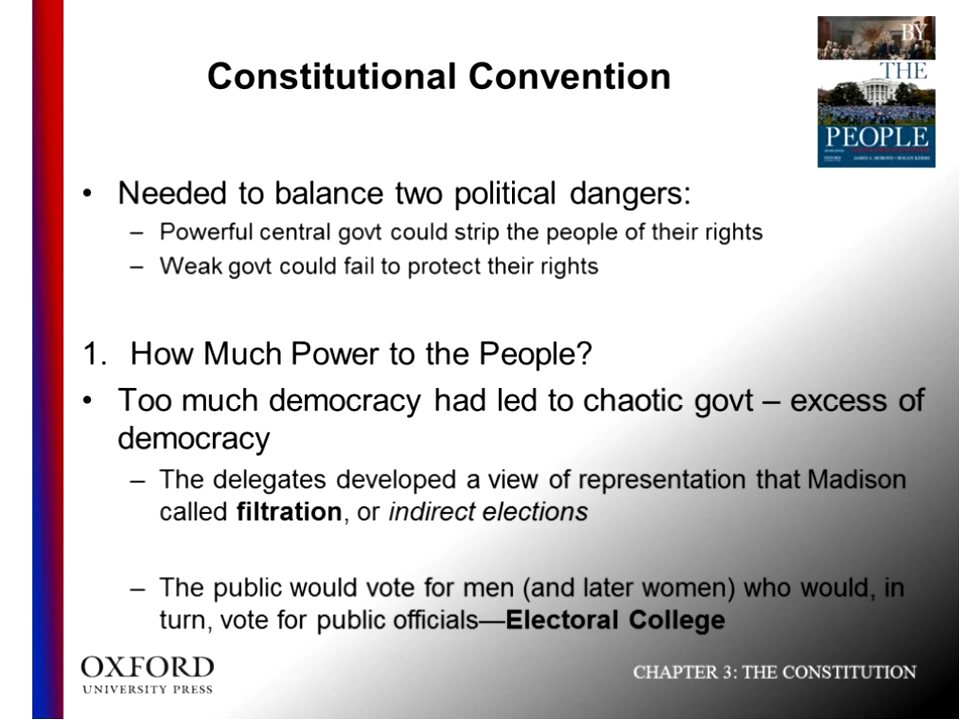 Constitutional Convention
BY
THE
PEOPLE
• Needed to balance two political dangers:
– Powerful central govt could strip the people of their rights
– Weak govt could fail to protect their rights
1. How Much Power to the People?
• Too much democracy had led to chaotic govt – excess of
democracy
– The delegates developed a view of representation that Madison
called filtration, or indirect elections
– The public would vote for men (and later women) who would, in
turn, vote for public officials—Electoral College
OXFORD
UNIVERSITY PRESS
CHAPTER 3: THE CONSTITUTION